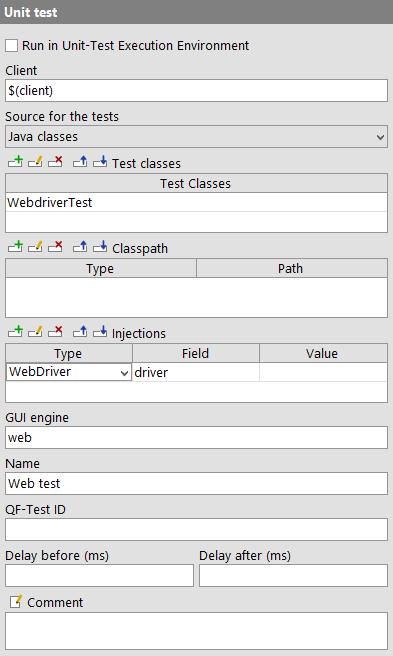 Unit test
Run in Unit-Test Execution Environment
Client
$(client)
Source for the tests
Java classes
Test classes
Test Classes
WebdriverTest
Classpath
Type Path
Injections
Type Field Value
WebDriver driver
GUI engine
web
Name
Web test
QF-Test ID
Delay before (ms) Delay after (ms)
Comment